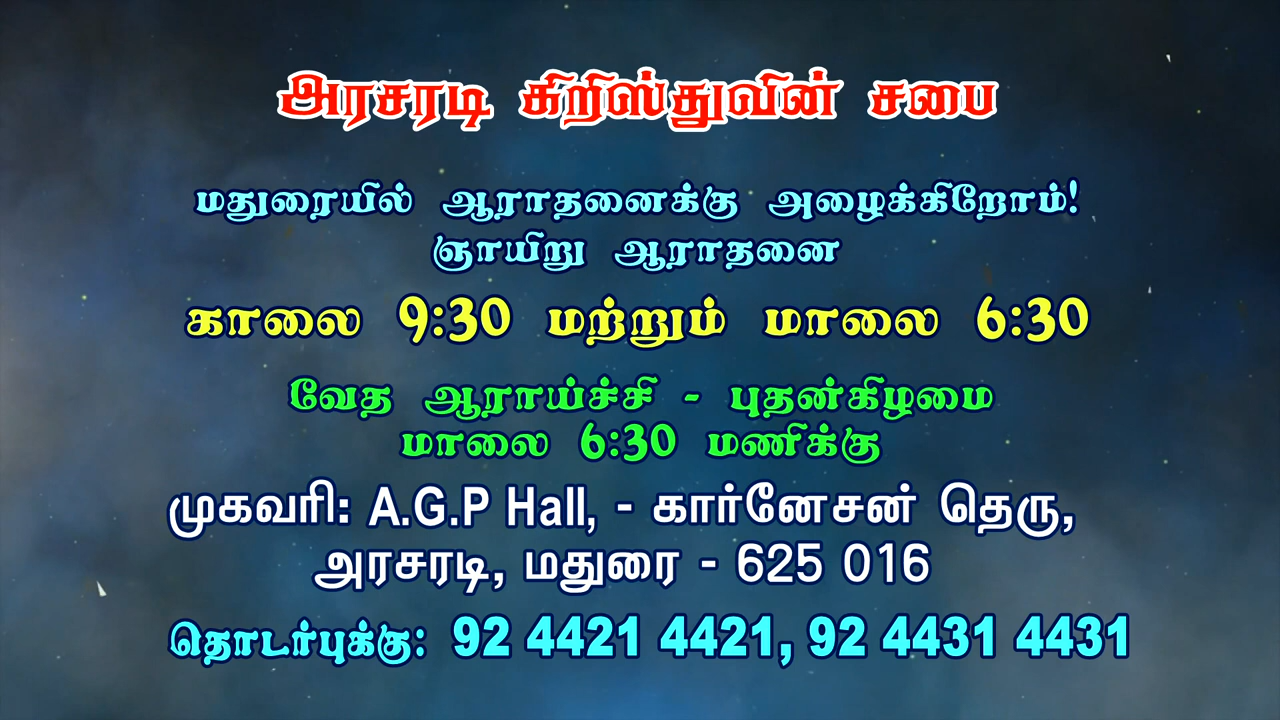 அரசரடி கிறிஸ்துவின் சபை
மதுரையில் ஆராதனைக்கு அழைக்கிறோம்!
ஞாயிறு ஆராதனை
காலை 9:30 மற்றும் மாலை 6:30
வேத ஆராய்ச்சி - புதன்கிழமை
மாலை 6:30 மணிக்கு
முகவரி: A.G.P Hall, - கார்னேசன் தெரு,
அரசரடி, மதுரை - 625 016
தொடர்புக்கு: 92 4421 4421, 92 4431 4431